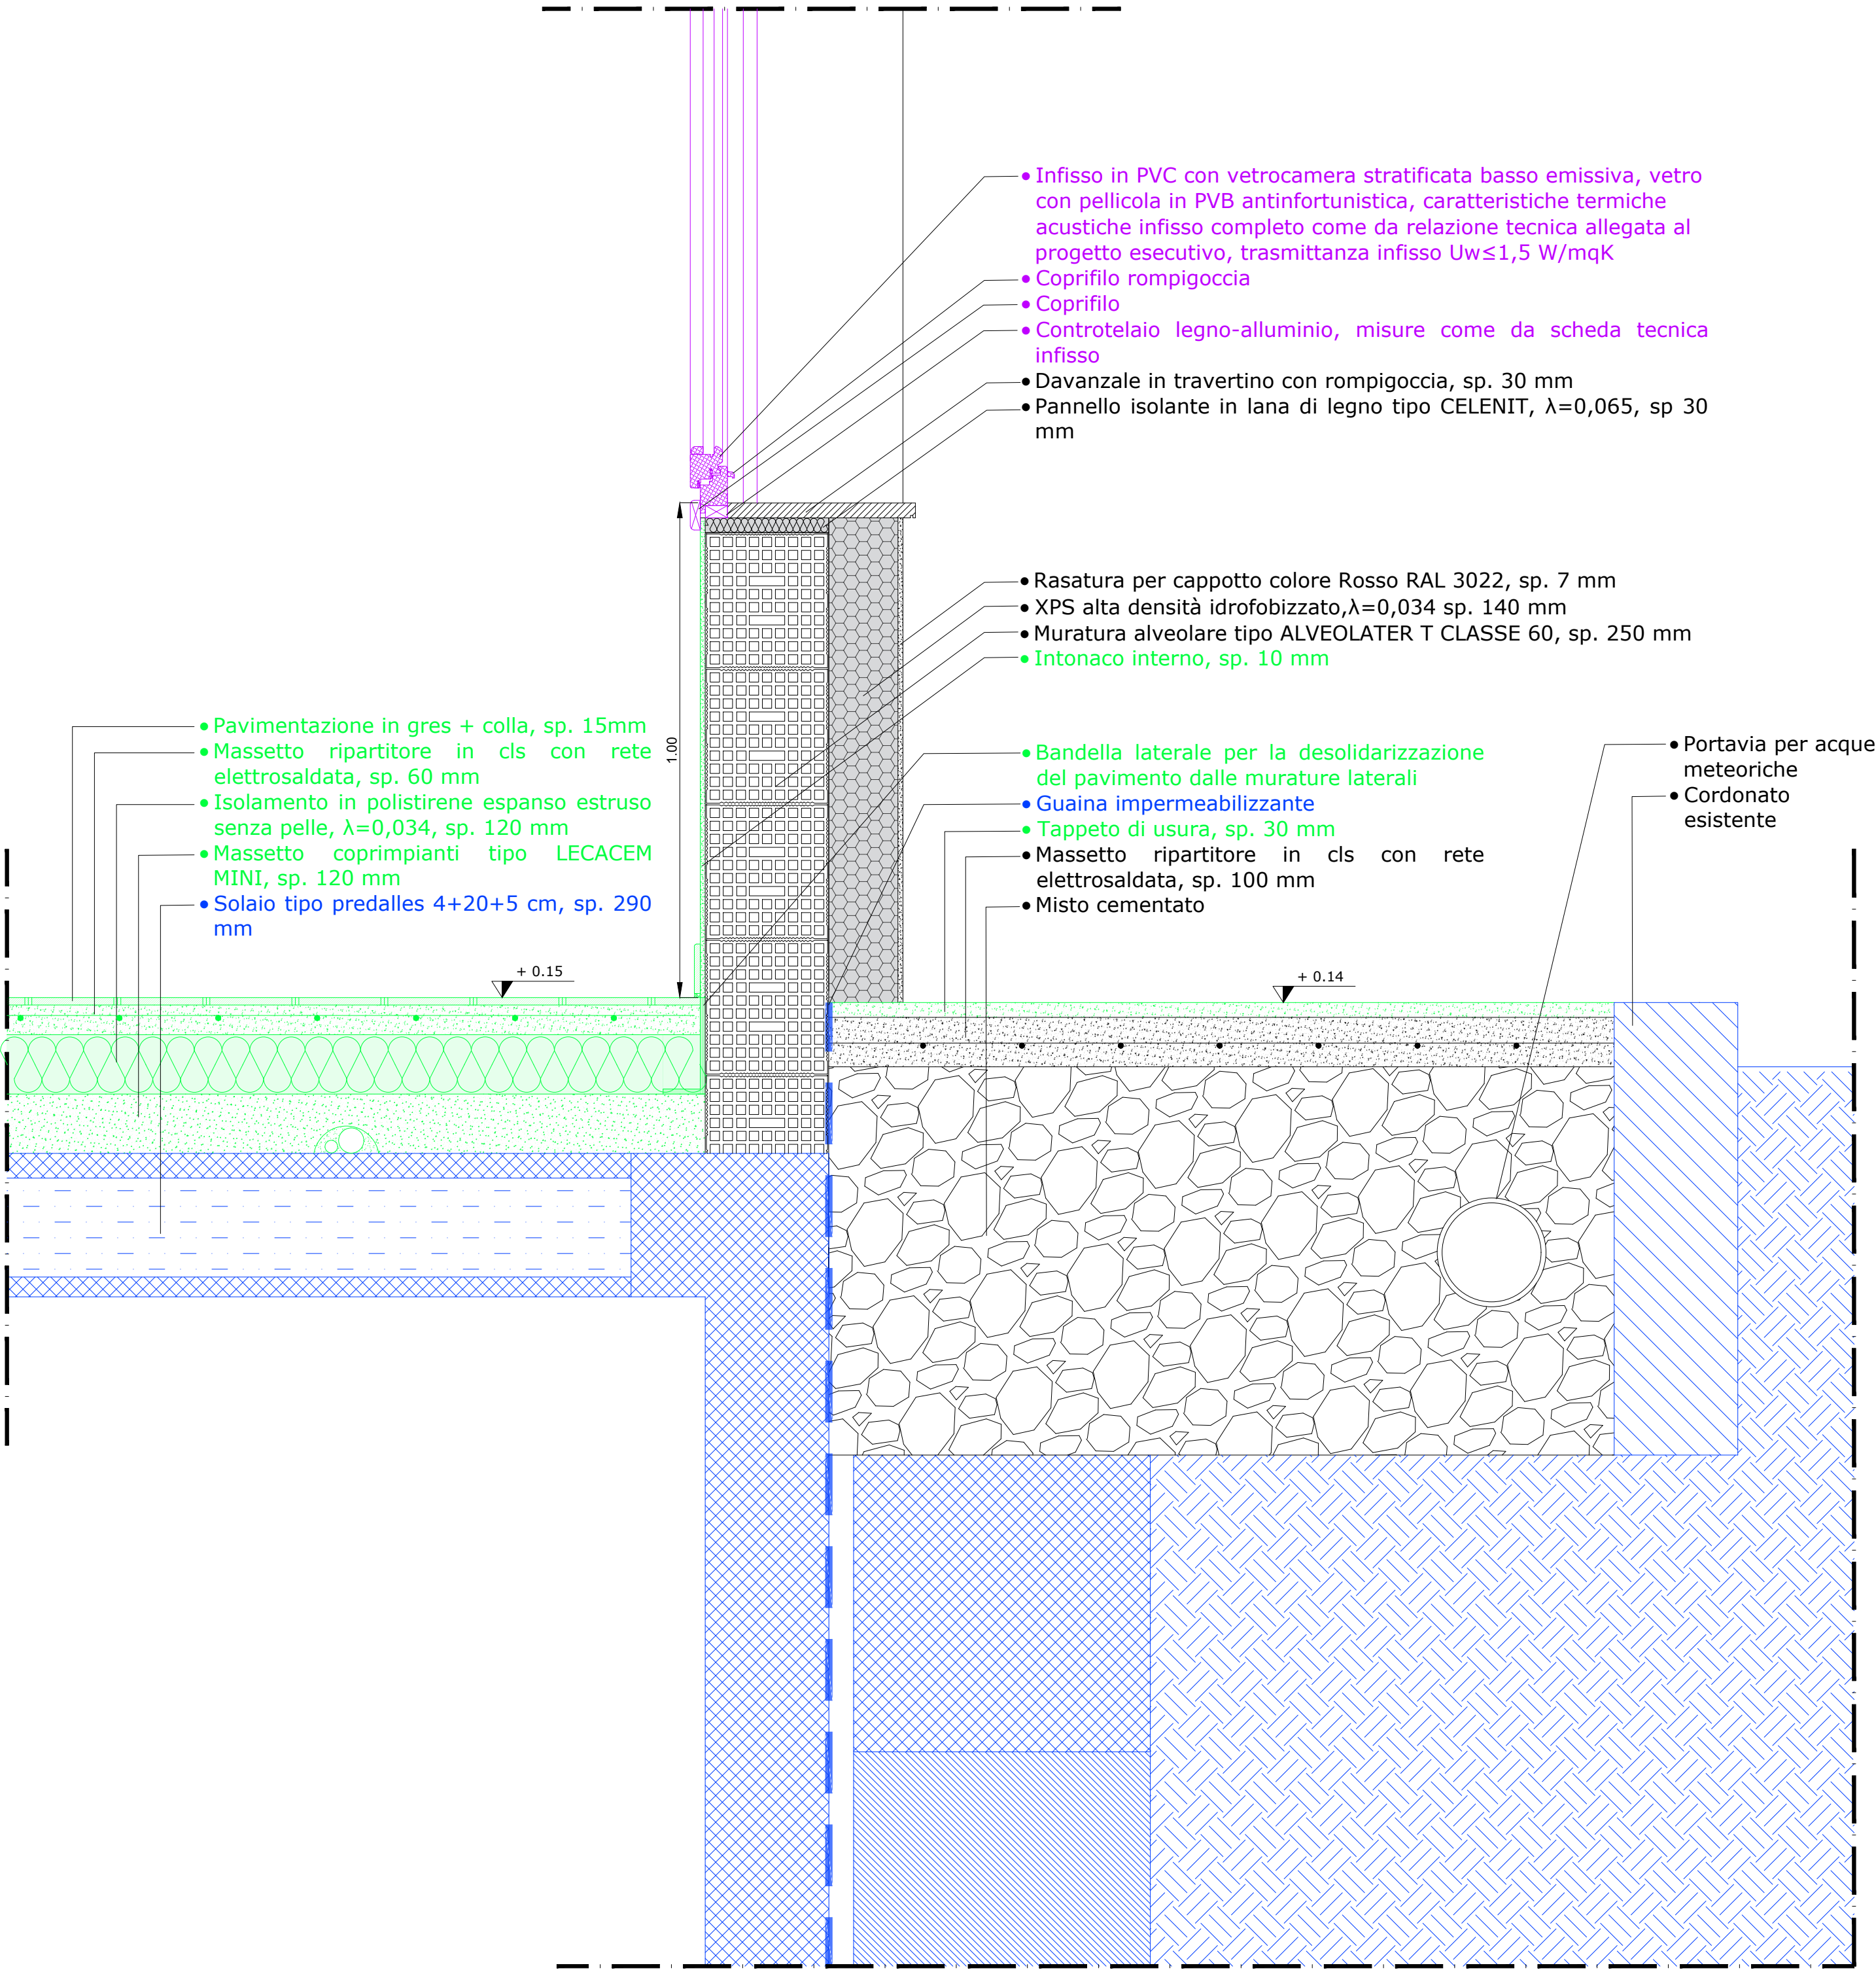 Infisso in PVC con vetrocamera stratificata basso emissiva, vetro
con pellicola in PVB antinfortunistica, caratteristiche termiche
acustiche infisso completo come da relazione tecnica allegata al
progetto esecutivo, trasmittanza infisso Uw≤1,5 W/mqK
Coprifilo rompigoccia
Coprifilo
Controtelaio legno-alluminio, misure come da scheda tecnica
infisso
Davanzale in travertino con rompigoccia, sp. 30 mm
Pannello isolante in lana di legno tipo CELENIT, λ=0,065, sp 30
mm
Rasatura per cappotto colore Rosso RAL 3022, sp. 7 mm
XPS alta densità idrofobizzato,λ=0,034 sp. 140 mm
Muratura alveolare tipo ALVEOLATER T CLASSE 60, sp. 250 mm
Intonaco interno, sp. 10 mm
Pavimentazione in gres + colla, sp. 15mm
Massetto ripartitore in cls con rete
elettrosaldata, sp. 60 mm
Isolamento in polistirene espanso estruso
senza pelle, λ=0,034, sp. 120 mm
Massetto coprimpianti tipo LECACEM
MINI, sp. 120 mm
Solaio tipo predalles 4+20+5 cm, sp. 290
mm
1.00
Bandella laterale per la desolidarizzazione
del pavimento dalle murature laterali
Guaina impermeabilizzante
Tappeto di usura, sp. 30 mm
Massetto ripartitore in cls con rete
elettrosaldata, sp. 100 mm
Misto cementato
Portavia per acque
meteoriche
Cordonato
esistente
+ 0.15
+ 0.14